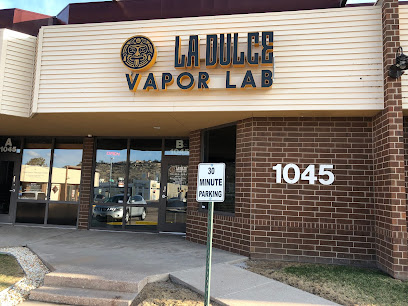 LA DULCE
VAPOR LAB
A
1045
B
30
MINUTE
PARKING
1045